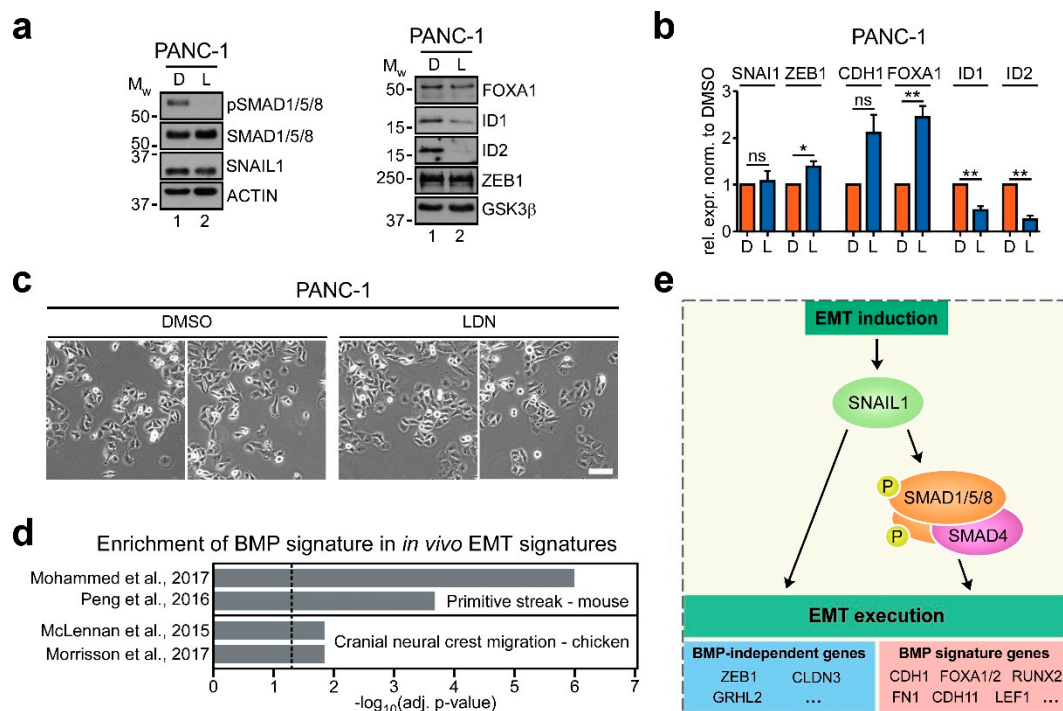 a
PANC-1
D L
Mw
50
50
37
37
pSMAD1/5/8
SMAD1/5/8
SNAIL1
ACTIN
1 2
PANC-1
D L
Mw
50
15
15
250
37
FOXA1
ID1
ID2
ZEB1
GSK3β
1 2
b
PANC-1
SNAI1 ZEB1 CDH1 FOXA1 ID1 ID2
rel. expr. norm. to DMSO
3
2
1
0
ns * ns ** ** **
D L D L D L D L D L D L
c
PANC-1
DMSO LDN
d
Enrichment of BMP signature in in vivo EMT signatures
Mohammed et al., 2017
Peng et al., 2016
Primitive streak - mouse
McLennan et al., 2015
Cranial neural crest migration - chicken
Morrisson et al., 2017
0 1 2 3 4 5 6 7
-log10(adj. p-value)
e
EMT induction
SNAIL1
P
SMAD1/5/8
P
SMAD4
EMT execution
BMP-independent genes
ZEB1 CLDN3
GRHL2 ...
BMP signature genes
CDH1 FOXA1/2 RUNX2
FN1 CDH11 LEF1 ...